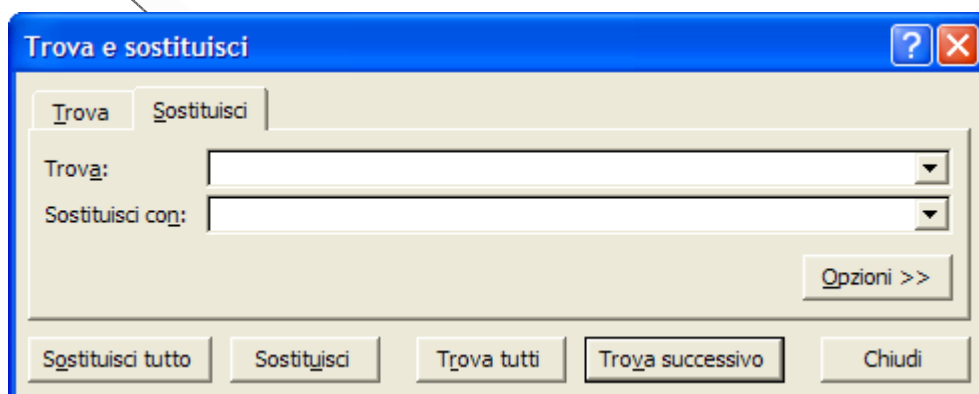 Trova e sostituisci
Trova Sostituisci
Trova:
Sostituisci con:
Opzioni >>
Sostituisci tutto Sostituisci Trova tutti Trova successivo Chiudi